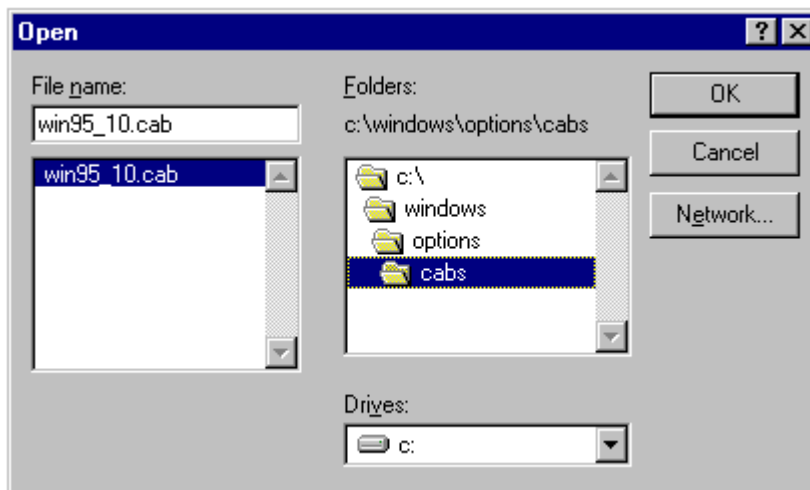 Open
File name:
win95_10.cab
win95_10.cab
Folders:
c:\windows\options\cabs
c:\
windows
options
cabs
Drives:
c:
OK
Cancel
Network...